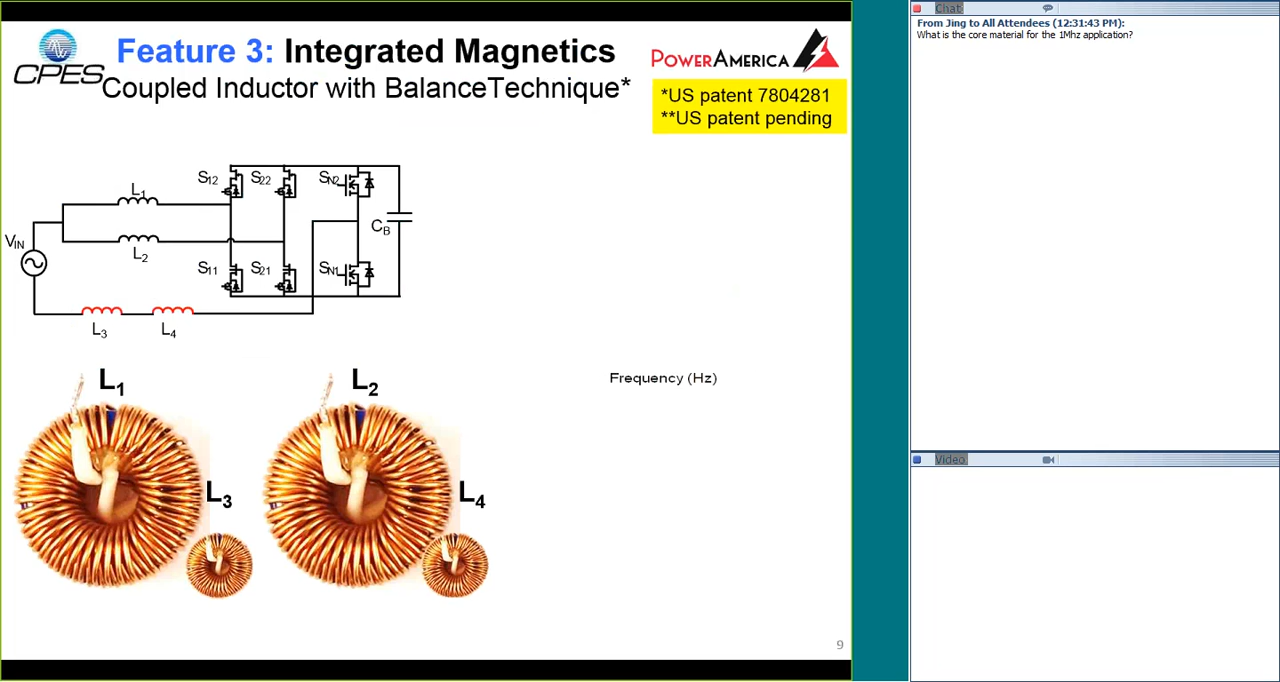 CPES
Feature 3: Integrated Magnetics
Coupled Inductor with BalanceTechnique*
POWERAMERICA
*US patent 7804281
**US patent pending
S12 S22 SN2
L1
CB
VIN
L2
S11 S21 SN1
L3 L4
L1 L2
Frequency (Hz)
L3 L4
9
Chat
From Jing to All Attendees (12:31:43 PM):
What is the core material for the 1Mhz application?
Video